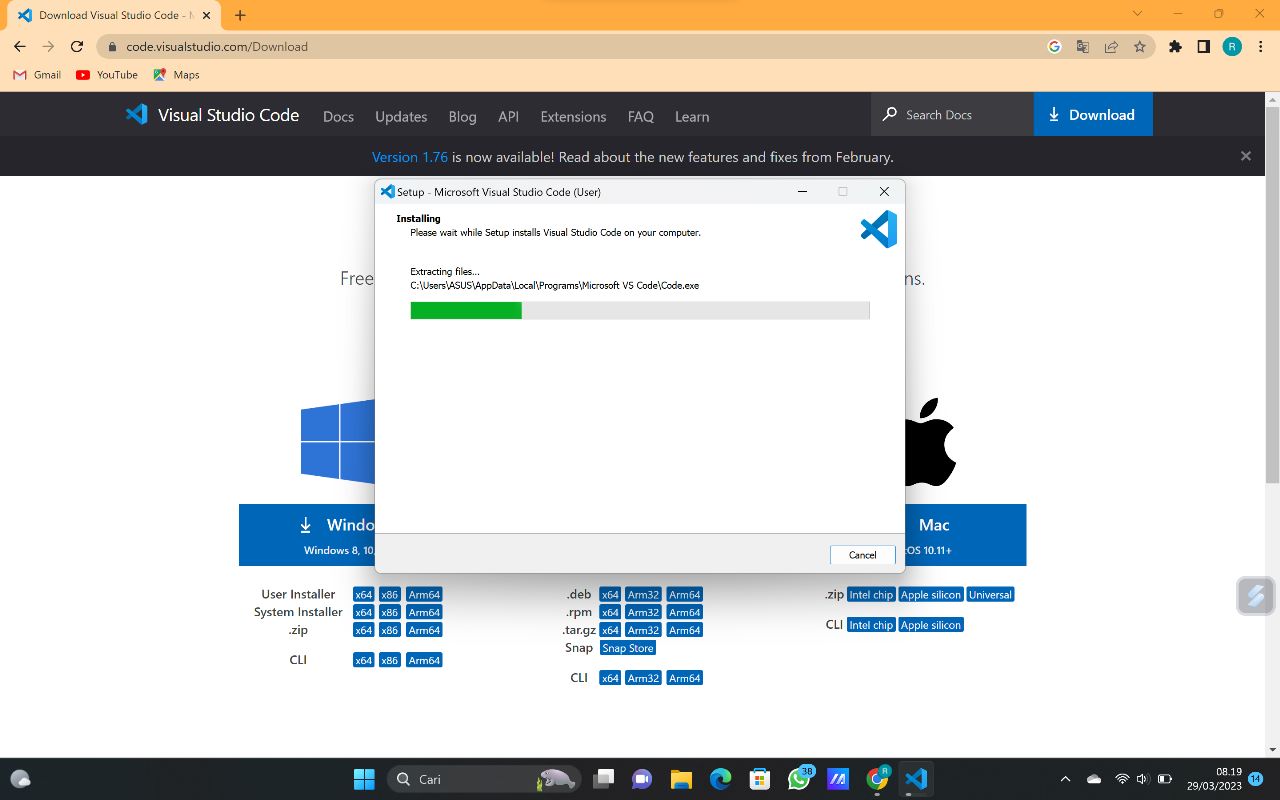 Download Visual Studio Code - M
code.visualstudio.com/Download
R
Gmail YouTube Maps
Visual Studio Code Docs Updates Blog API Extensions FAQ Learn Search Docs Download
Version 1.76 is now available! Read about the new features and fixes from February.
Setup - Microsoft Visual Studio Code (User)
Installing
Please wait while Setup installs Visual Studio Code on your computer.
Free
ns.
Extracting files...
C:\Users\ASUS\AppData\Local\Programs\Microsoft VS Code\Code.exe
Cancel
Windo
Windows 8, 10,
Mac
OS 10.11+
User Installer x64 x86 Arm64
System Installer x64 x86 Arm64
.zip x64 x86 Arm64
CLI x64 x86 Arm64
.deb x64 Arm32 Arm64
.rpm x64 Arm32 Arm64
.tar.gz x64 Arm32 Arm64
Snap Snap Store
CLI x64 Arm32 Arm64
.zip Intel chip Apple silicon Universal
CLI Intel chip Apple silicon
Cari
38
R
08.19
29/03/2023
14